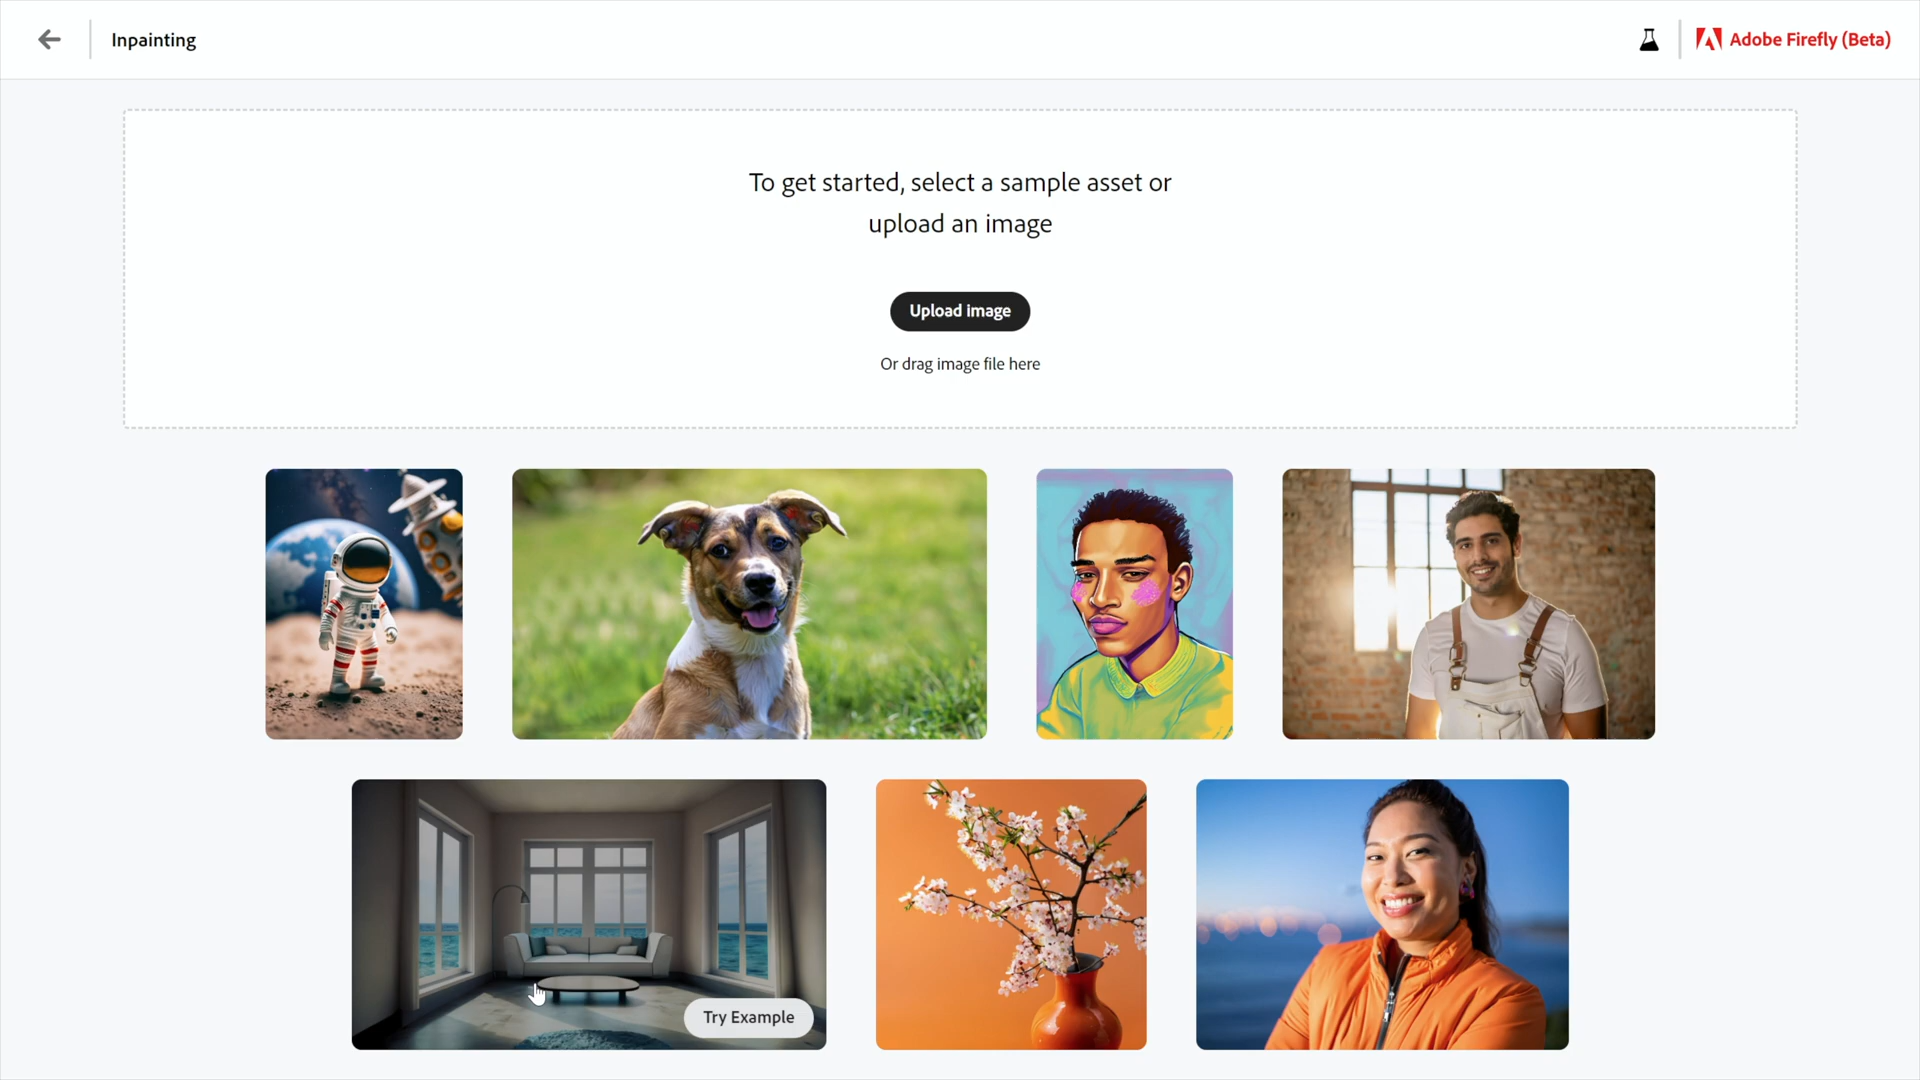 Inpainting
Adobe Firefly (Beta)
To get started, select a sample asset or
upload an image
Upload image
Or drag image file here
Try Example